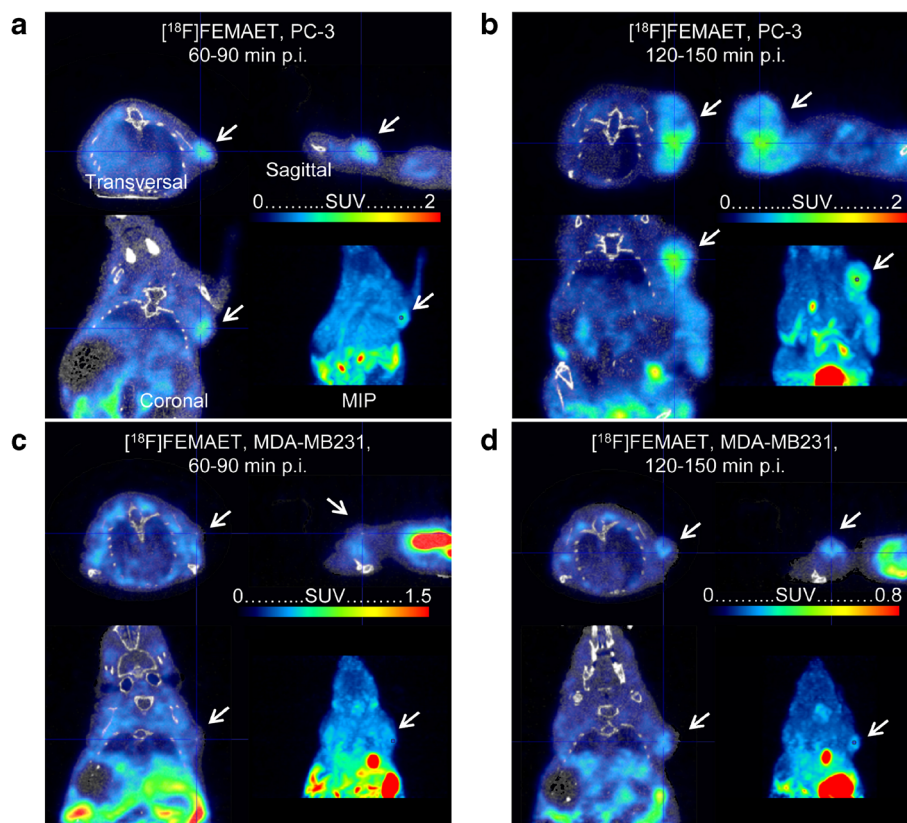 a
[18F]FEMAET, PC-3
60-90 min p.i.
Transversal
Sagittal
0.........SUV.......2
Coronal
MIP
b
[18F]FEMAET, PC-3
120-150 min p.i.
0.........SUV.......2
c
[18F]FEMAET, MDA-MB231,
60-90 min p.i.
0.........SUV.......1.5
d
[18F]FEMAET, MDA-MB231,
120-150 min p.i.
0.........SUV.......0.8